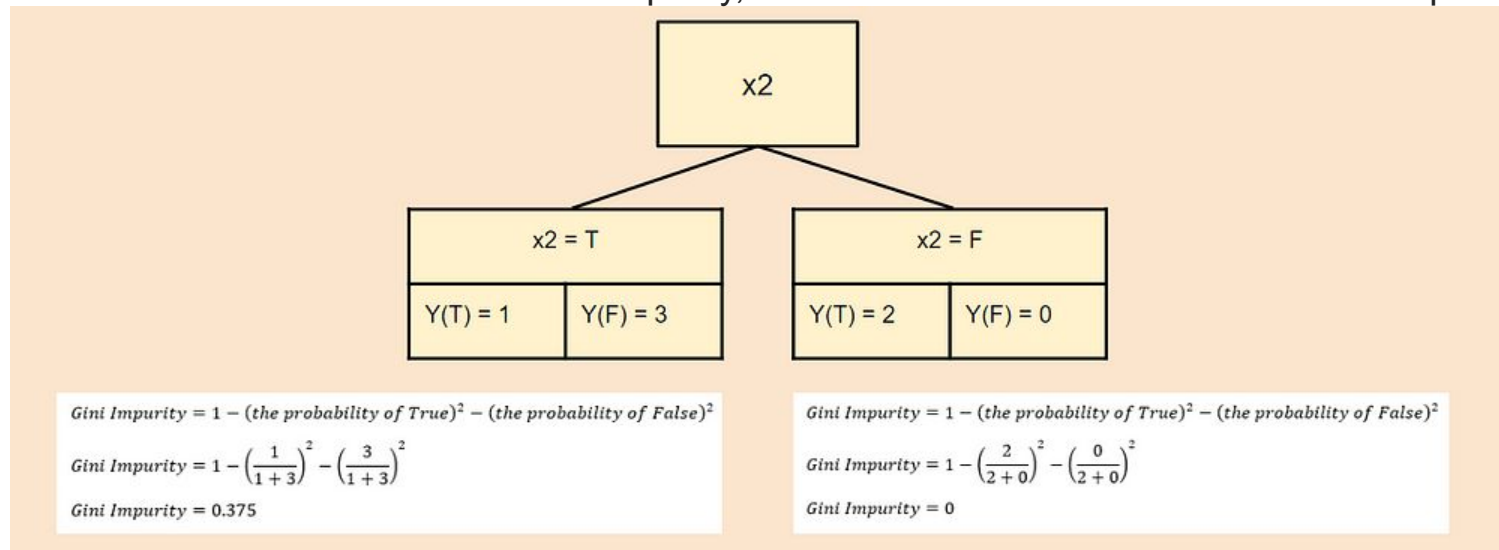 x2
x2 = T
Y(T) = 1
Y(F) = 3
x2 = F
Y(T) = 2
Y(F) = 0
Gini Impurity = 1 − (the probability of True)² − (the probability of False)²
Gini Impurity = 1 − (1/(1 + 3))² − (3/(1 + 3))²
Gini Impurity = 0.375
Gini Impurity = 1 − (the probability of True)² − (the probability of False)²
Gini Impurity = 1 − (2/(2 + 0))² − (0/(2 + 0))²
Gini Impurity = 0